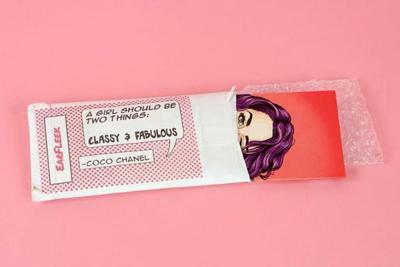 EARFLEEK
A GIRL SHOULD BE
TWO THINGS:
CLASSY & FABULOUS
-COCO CHANEL